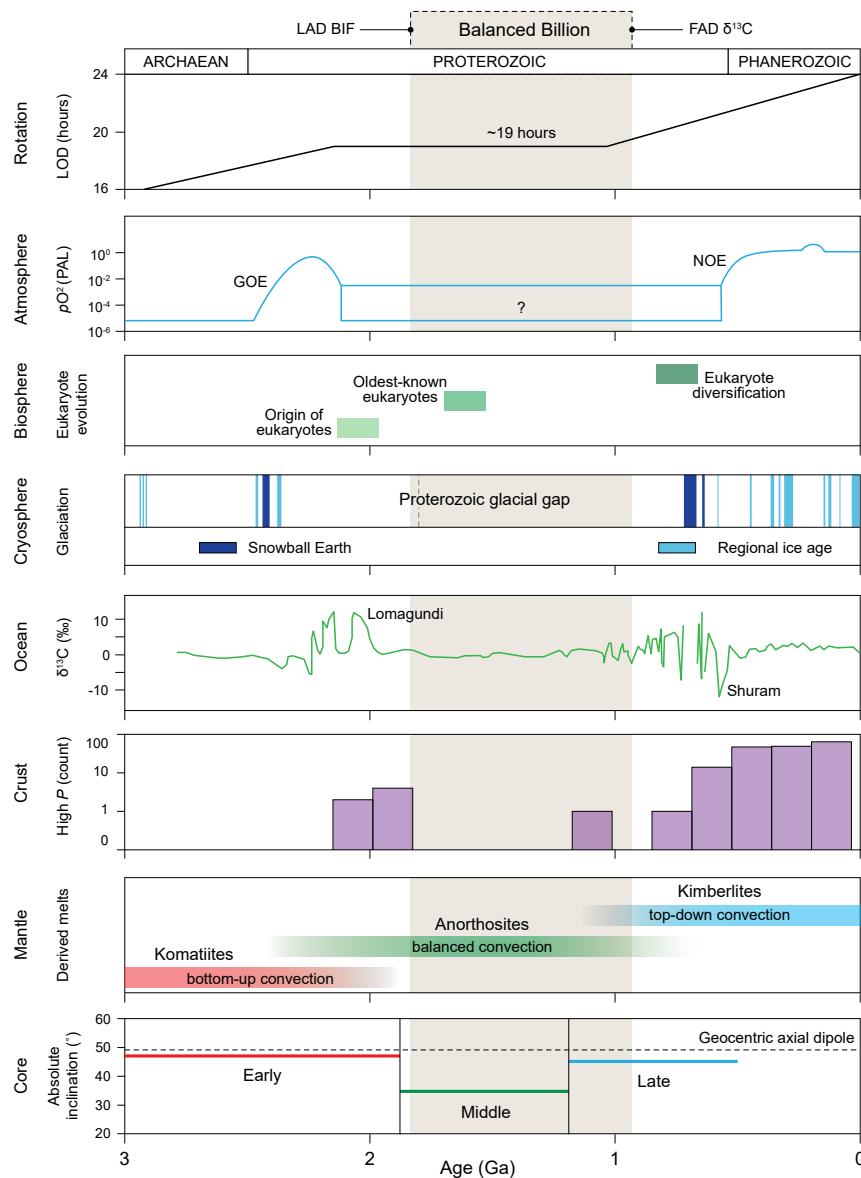 LAD BIF
Balanced Billion
FAD δ¹³C
ARCHAEAN
PROTEROZOIC
PHANEROZOIC
Rotation
LOD (hours)
24
20
16
~19 hours
Atmosphere
pO² (PAL)
10⁰
10⁻²
10⁻⁴
10⁻⁶
GOE
?
NOE
Biosphere
Eukaryote
evolution
Origin of
eukaryotes
Oldest-known
eukaryotes
Eukaryote
diversification
Cryosphere
Glaciation
Proterozoic glacial gap
Snowball Earth
Regional ice age
Ocean
δ¹³C (‰)
10
0
-10
Lomagundi
Shuram
Crust
High P (count)
100
10
1
0
Mantle
Derived melts
Kimberlites
top-down convection
Anorthosites
balanced convection
Komatiites
bottom-up convection
Core
Absolute
inclination (°)
60
50
40
30
20
Geocentric axial dipole
Early
Middle
Late
3
2
1
0
Age (Ga)